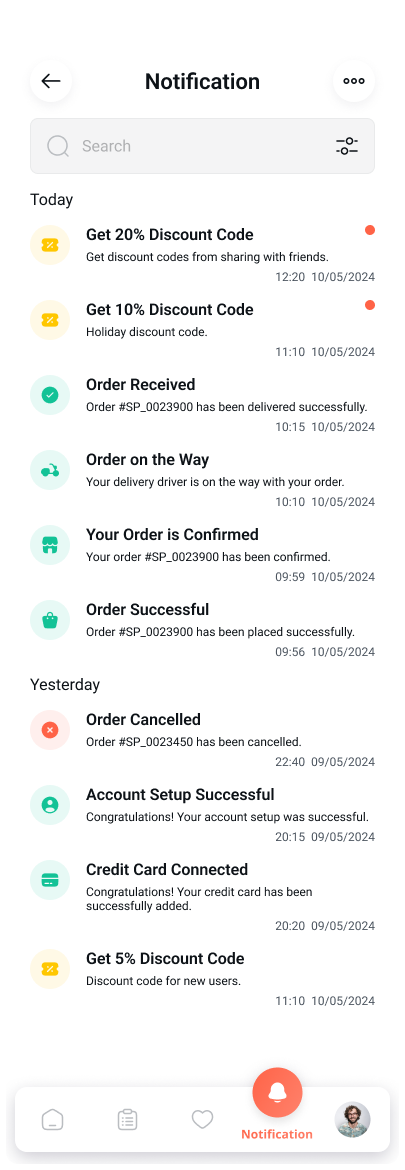 Notification
Search
Today
Get 20% Discount Code
Get discount codes from sharing with friends.
12:20 10/05/2024
Get 10% Discount Code
Holiday discount code.
11:10 10/05/2024
Order Received
Order #SP_0023900 has been delivered successfully.
10:15 10/05/2024
Order on the Way
Your delivery driver is on the way with your order.
10:10 10/05/2024
Your Order is Confirmed
Your order #SP_0023900 has been confirmed.
09:59 10/05/2024
Order Successful
Order #SP_0023900 has been placed successfully.
09:56 10/05/2024
Yesterday
Order Cancelled
Order #SP_0023450 has been cancelled.
22:40 09/05/2024
Account Setup Successful
Congratulations! Your account setup was successful.
20:15 09/05/2024
Credit Card Connected
Congratulations! Your credit card has been
successfully added.
20:20 09/05/2024
Get 5% Discount Code
Discount code for new users.
11:10 10/05/2024
Notification